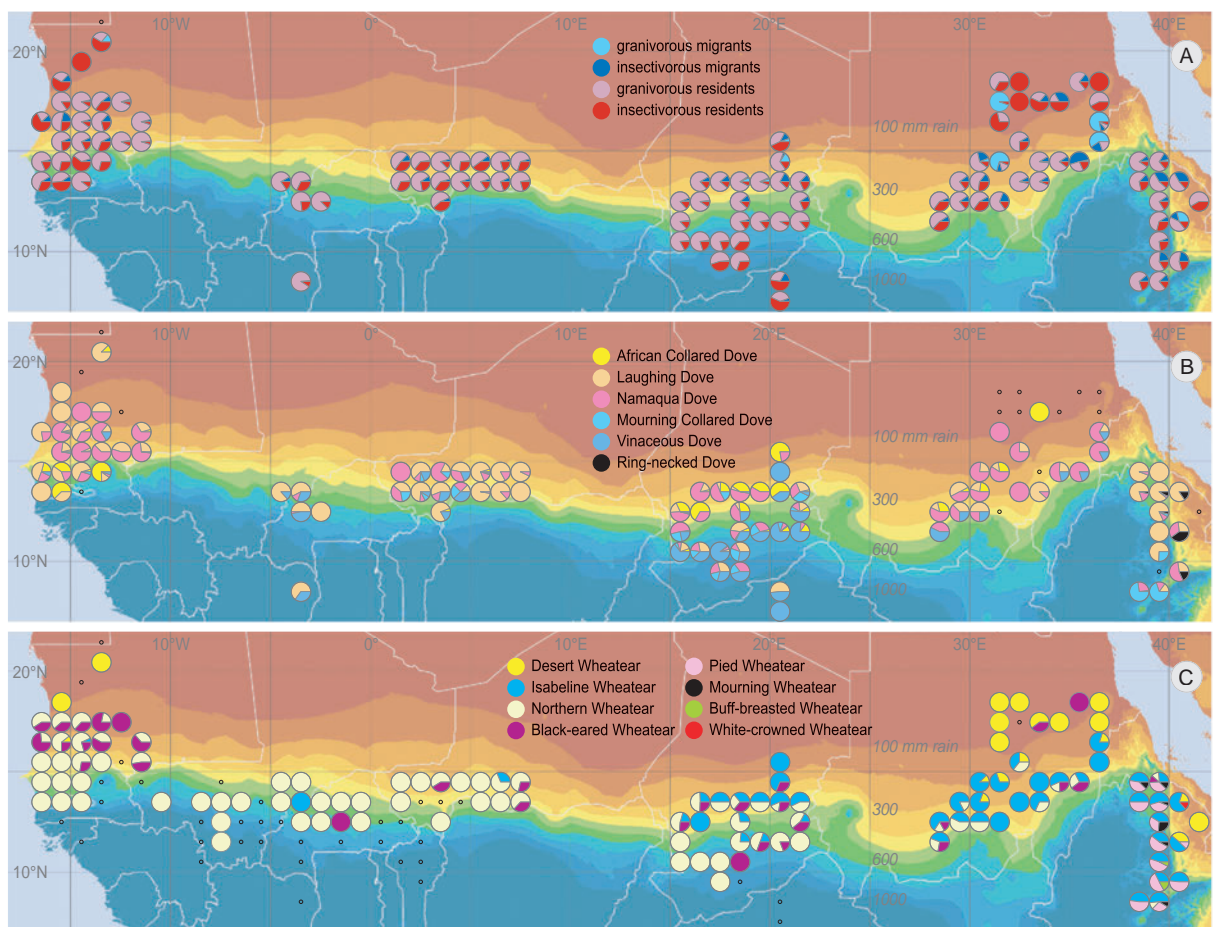 10°W 0° 10°E 20°E 30°E 40°E
20°N
A
granivorous migrants
insectivorous migrants
granivorous residents
insectivorous residents
100 mm rain
300
600
10°N
1000
10°W 0° 10°E 20°E 30°E 40°E
20°N
B
African Collared Dove
Laughing Dove
Namaqua Dove
Mourning Collared Dove
Vinaceous Dove
Ring-necked Dove
100 mm rain
300
600
10°N
1000
10°W 0° 10°E 20°E 30°E 40°E
20°N
C
Desert Wheatear Pied Wheatear
Isabeline Wheatear Mourning Wheatear
Northern Wheatear Buff-breasted Wheatear
Black-eared Wheatear White-crowned Wheatear
100 mm rain
300
600
10°N
1000